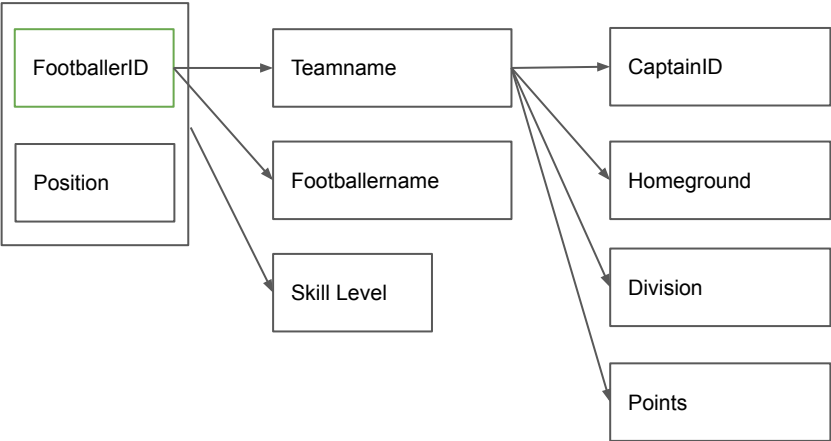 FootballerID
Teamname
CaptainID
Position
Footballername
Homeground
Skill Level
Division
Points